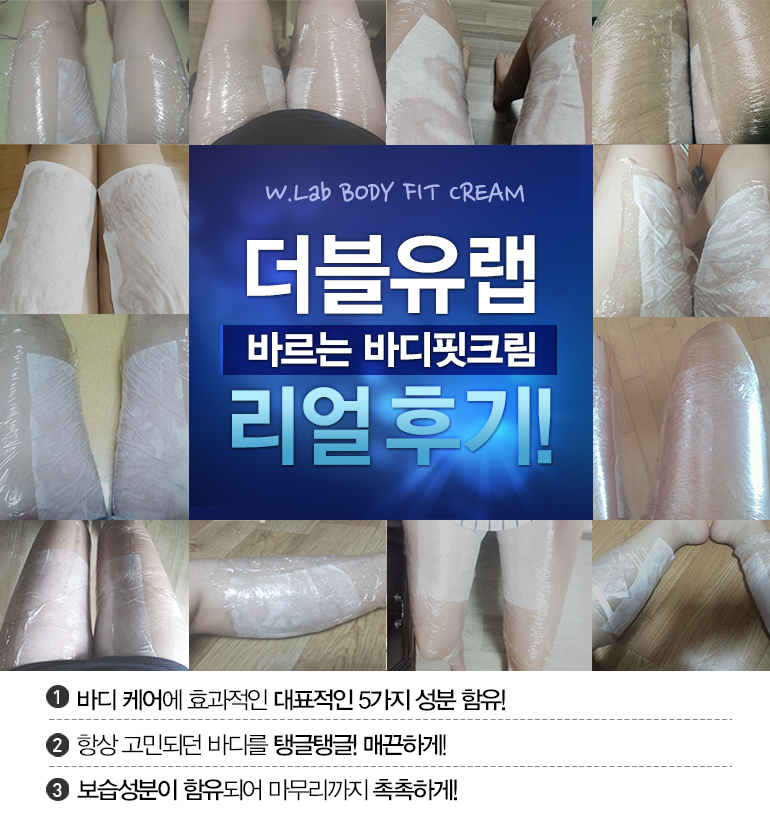 W.Lab BODY FIT CREAM
더블유랩
바르는 바디핏크림
리얼 후기!
1 바디 케어에 효과적인 대표적인 5가지 성분 함유!
2 항상 고민되던 바디를 탱글탱글! 매끈하게!
3 보습성분이 함유되어 마무리까지 촉촉하게!